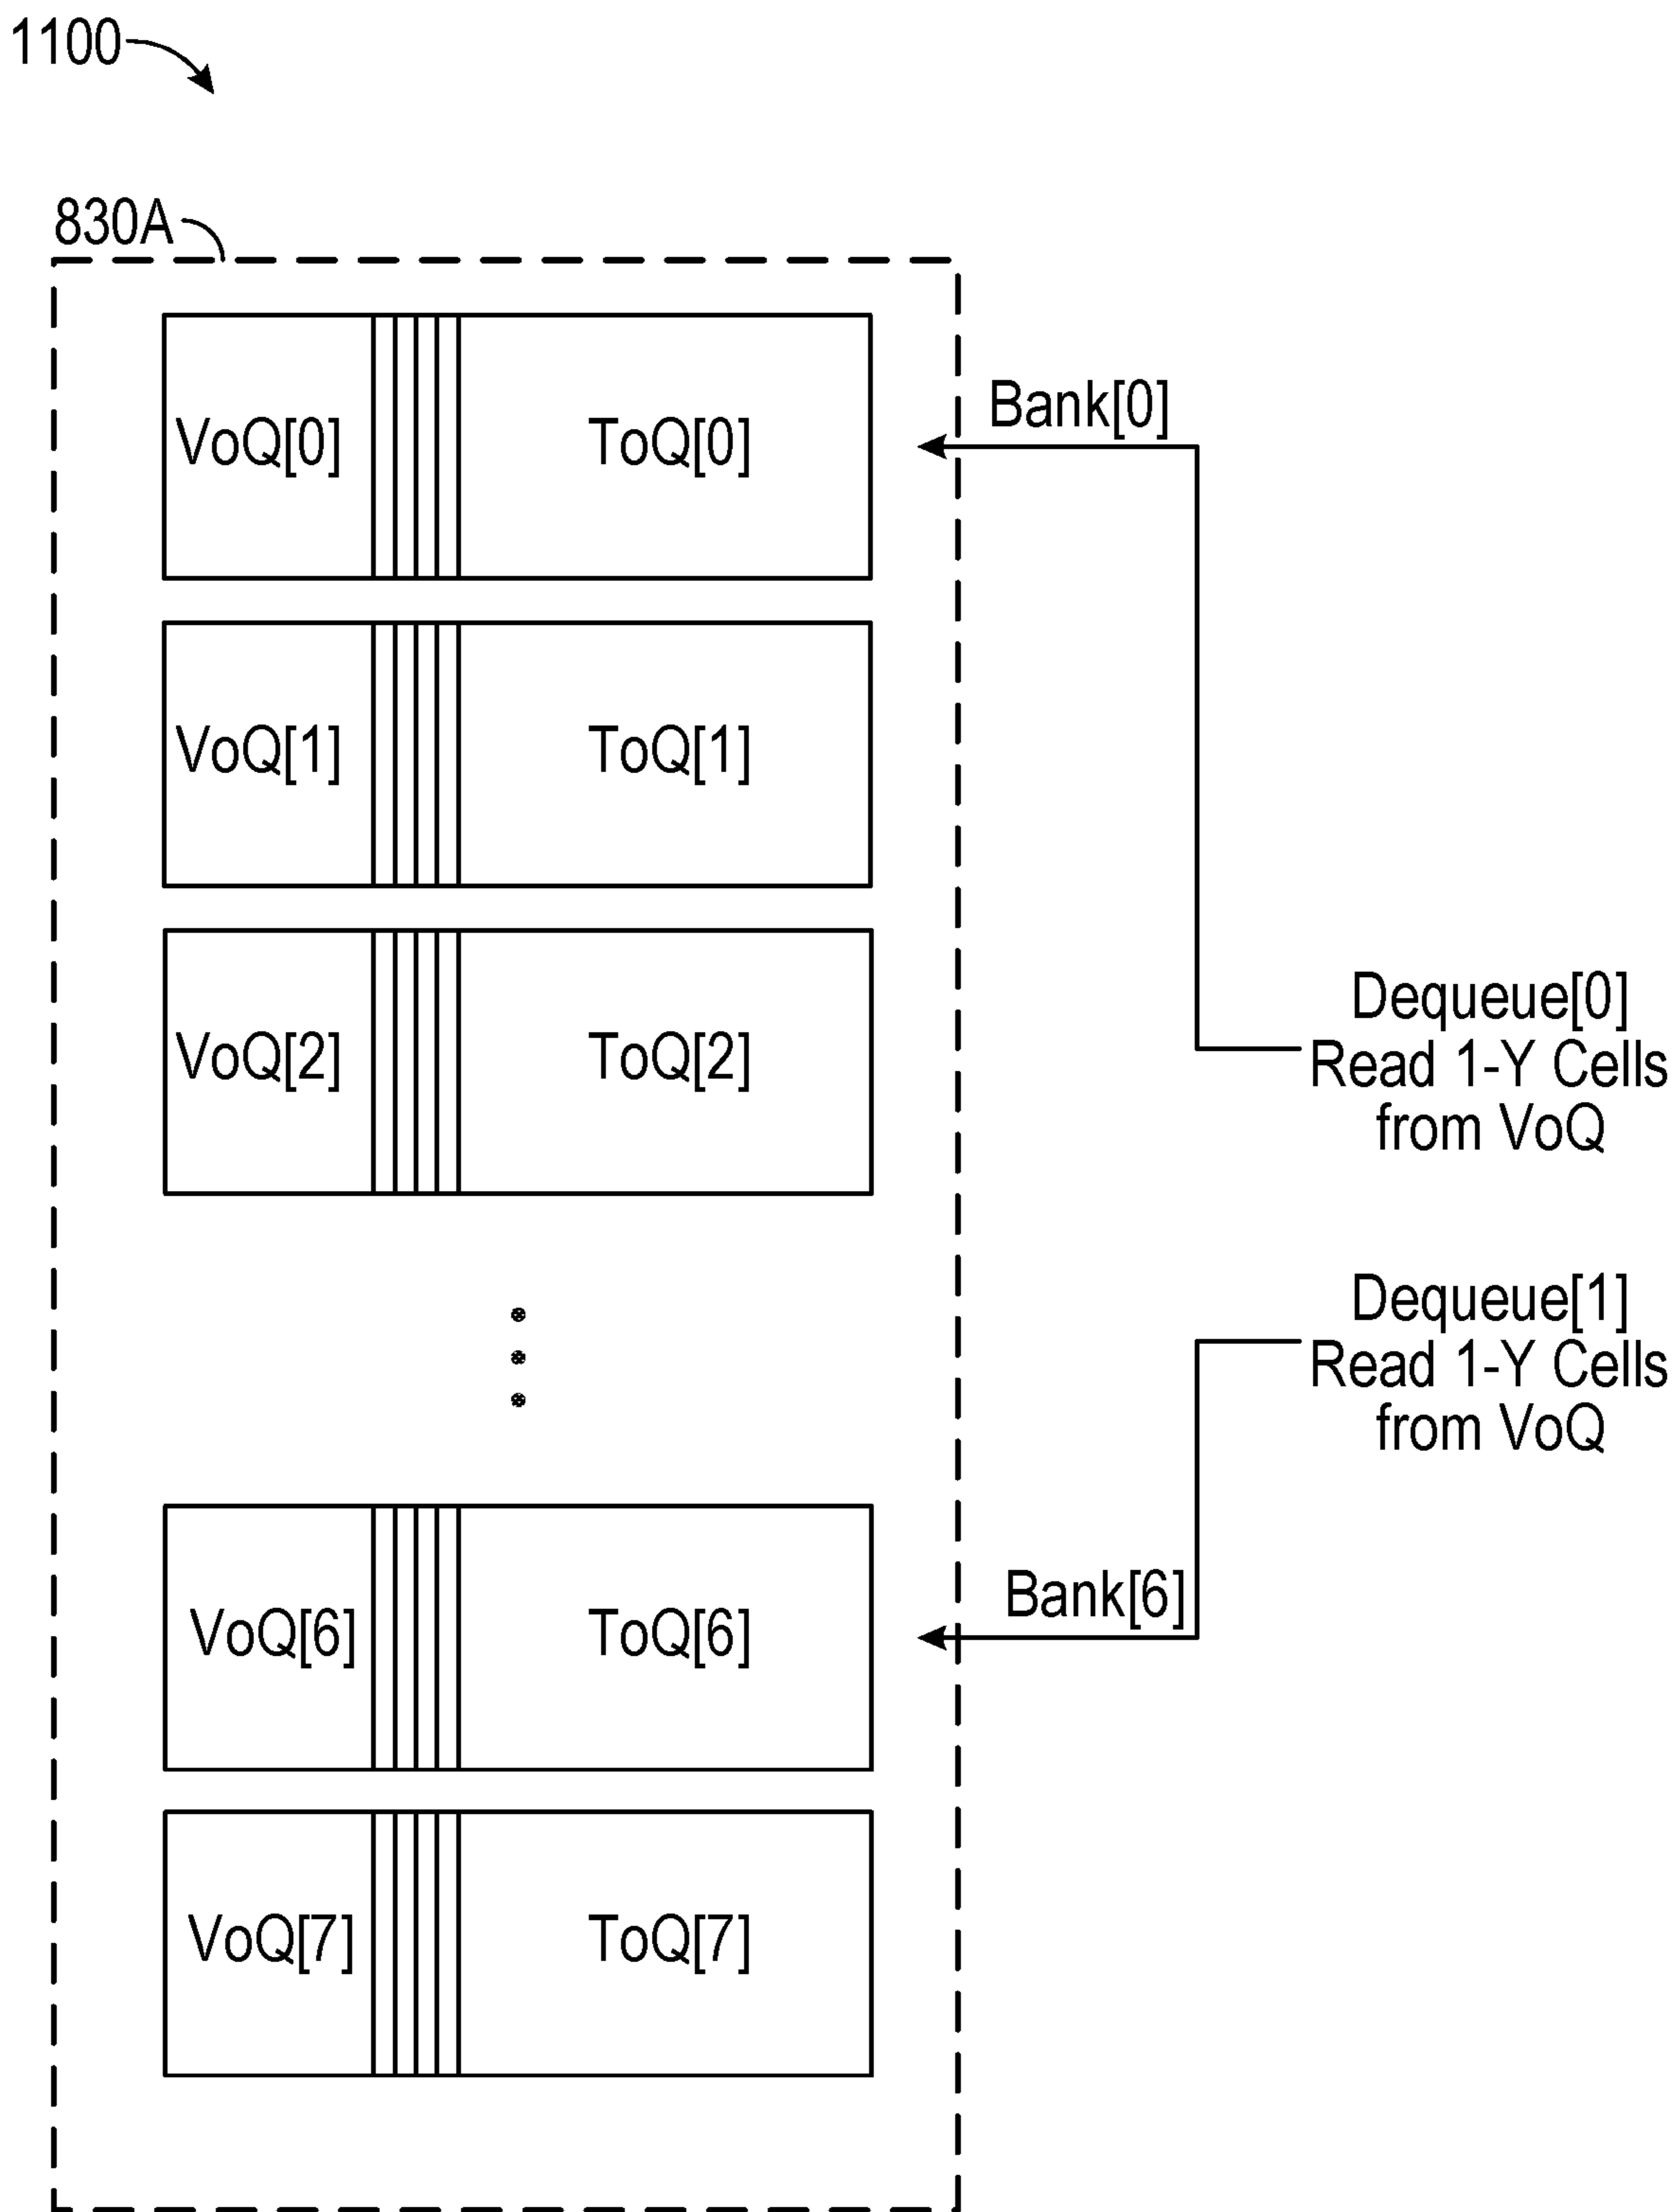 1100
830A
VoQ[0] ToQ[0]
Bank[0]
VoQ[1] ToQ[1]
VoQ[2] ToQ[2]
Dequeue[0]
Read 1-Y Cells
from VoQ
Dequeue[1]
Read 1-Y Cells
from VoQ
VoQ[6] ToQ[6]
Bank[6]
VoQ[7] ToQ[7]